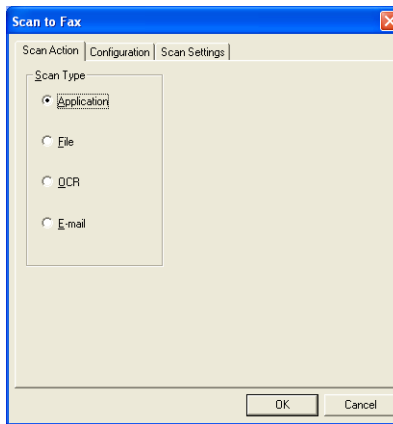 Scan to Fax
Scan Action Configuration Scan Settings
Scan Type
Application
File
OCR
E-mail
OK Cancel